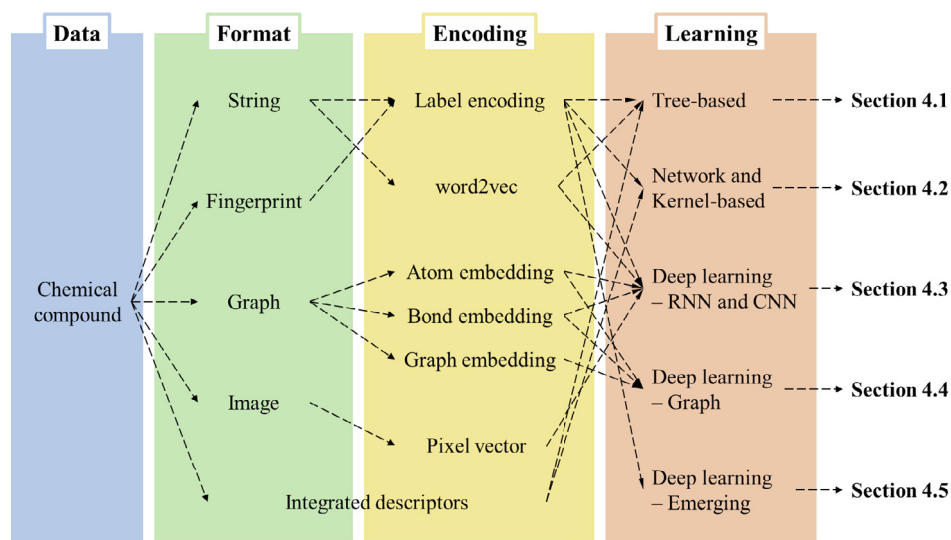 Data
Format
Encoding
Learning
String
Label encoding
Tree-based
Section 4.1
Fingerprint
word2vec
Network and
Kernel-based
Section 4.2
Chemical
compound
Graph
Atom embedding
Bond embedding
Graph embedding
Deep learning
– RNN and CNN
Section 4.3
Image
Pixel vector
Deep learning
– Graph
Section 4.4
Integrated descriptors
Deep learning
– Emerging
Section 4.5